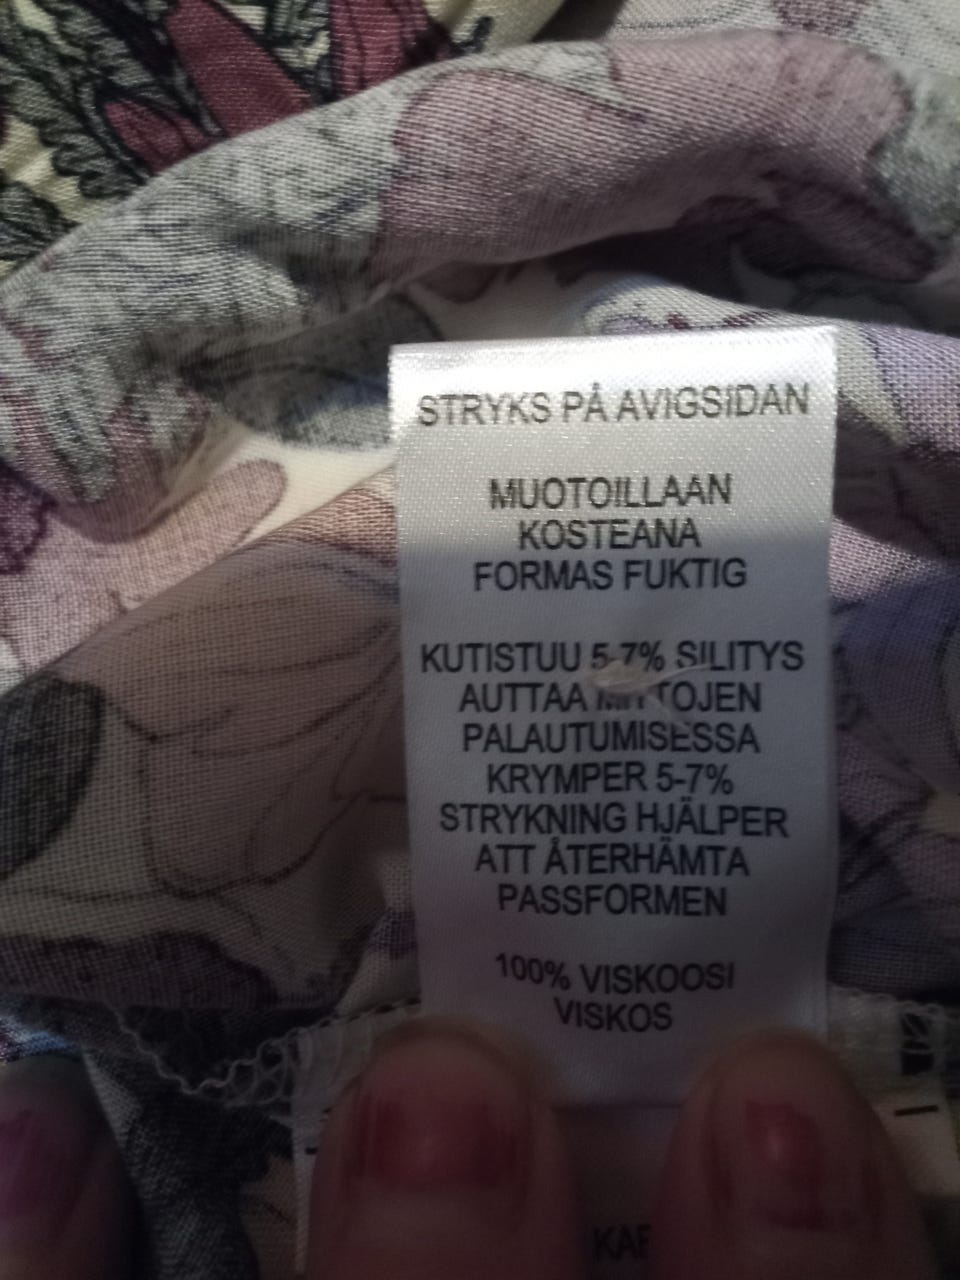 STRYKS PÅ AVIGSIDAN
MUOTOILLAAN
KOSTEANA
FORMAS FUKTIG
KUTISTUU 5-7% SILITYS
AUTTAA MITTOJEN
PALAUTUMISESSA
KRYMPER 5-7%
STRYKNING HJÄLPER
ATT ÅTERHÄMTA
PASSFORMEN
100% VISKOOSI
VISKOS